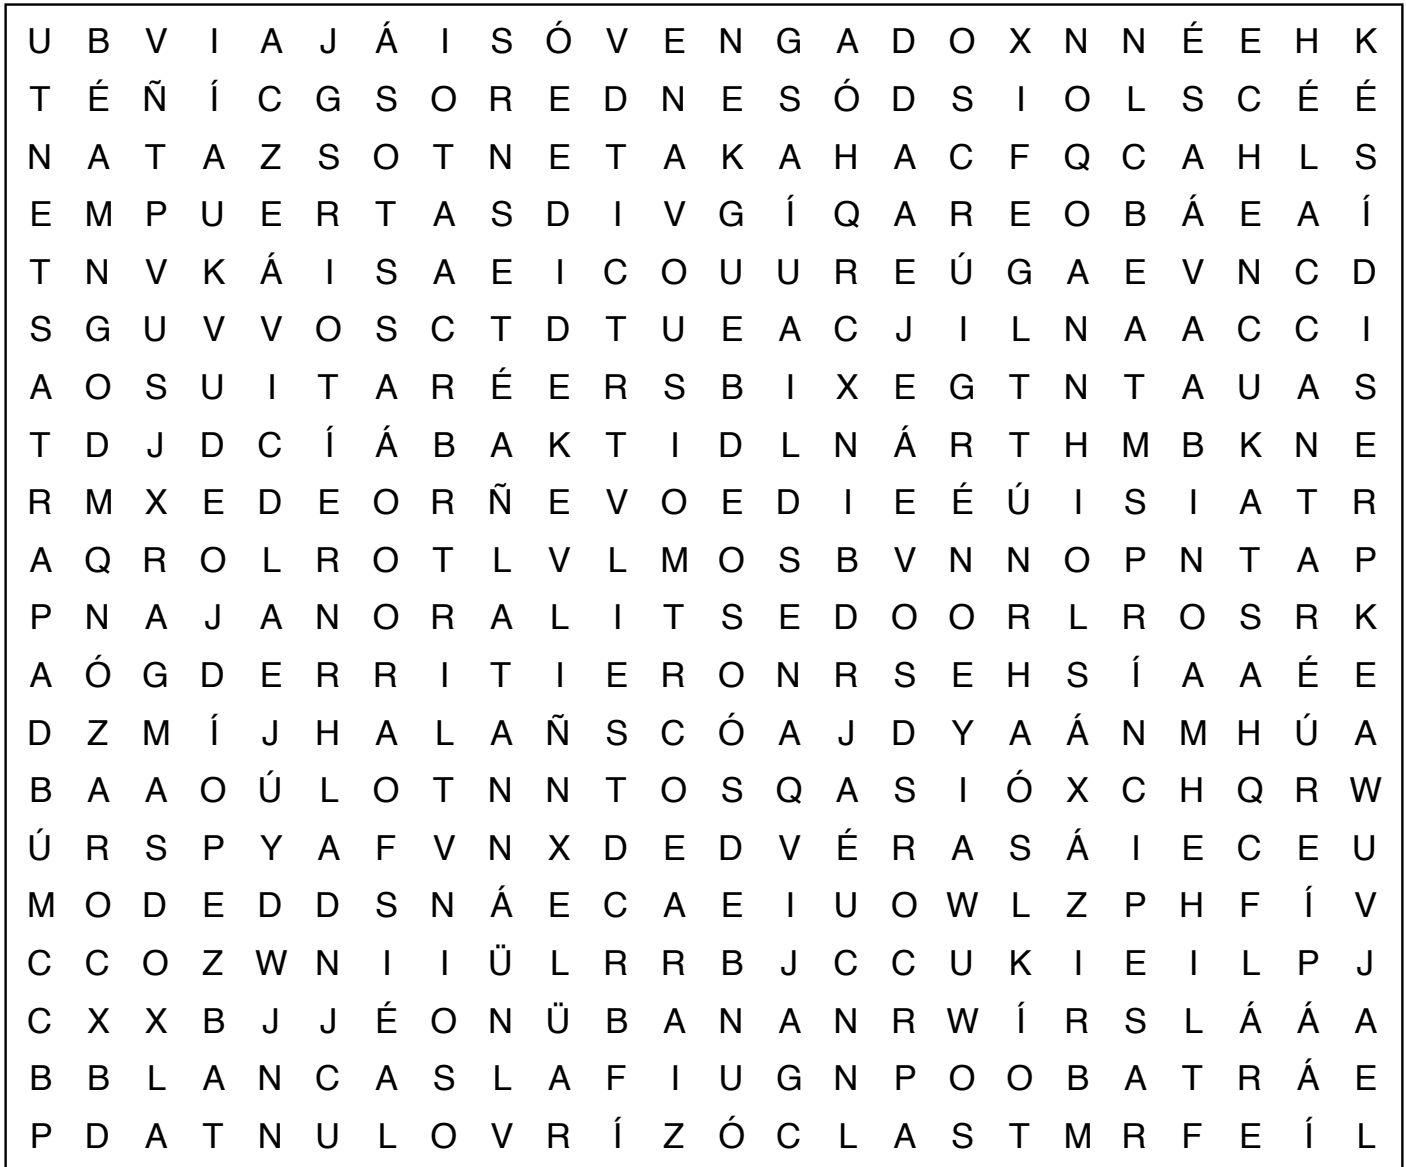 U B V I A J Á I S Ó V E N G A D O X N N É E H K
T É Ñ Í C G S O R E D N E S Ó D S I O L S C É É
N A T A Z S O T N E T A K A H A C F Q C A H L S
E M P U E R T A S D I V G Í Q A R E O B Á E A Í
T N V K Á I S A E I C O U U R E Ú G A E V N C D
S G U V V O S C T D T U E A C J I L N A A C C I
A O S U I T A R É E R S B I X E G T N T A U A S
T D J D C Í Á B A K T I D L N Á R T H M B K N E
R M X E D E O R Ñ E V O E D I E É Ú I S I A T R
A Q R O L R O T L V L M O S B V N N O P N T A P
P N A J A N O R A L I T S E D O O R L R O S R K
A Ó G D E R R I T I E R O N R S E H S Í A A É E
D Z M Í J H A L A Ñ S C Ó A J D Y A Á N M H Ú A
B A A O Ú L O T N N T O S Q A S I Ó X C H Q R W
Ú R S P Y A F V N X D E D V É R A S Á I E C E U
M O D E D D S N Á E C A E I U O W L Z P H F Í V
C C O Z W N I I Ü L R R B J C C U K I E I L P J
C X X B J J É O N Ü B A N A N R W Í R S L Á Á A
B B L A N C A S L A F I U G N P O O B A T R Á E
P D A T N U L O V R Í Z Ó C L A S T M R F E Í L